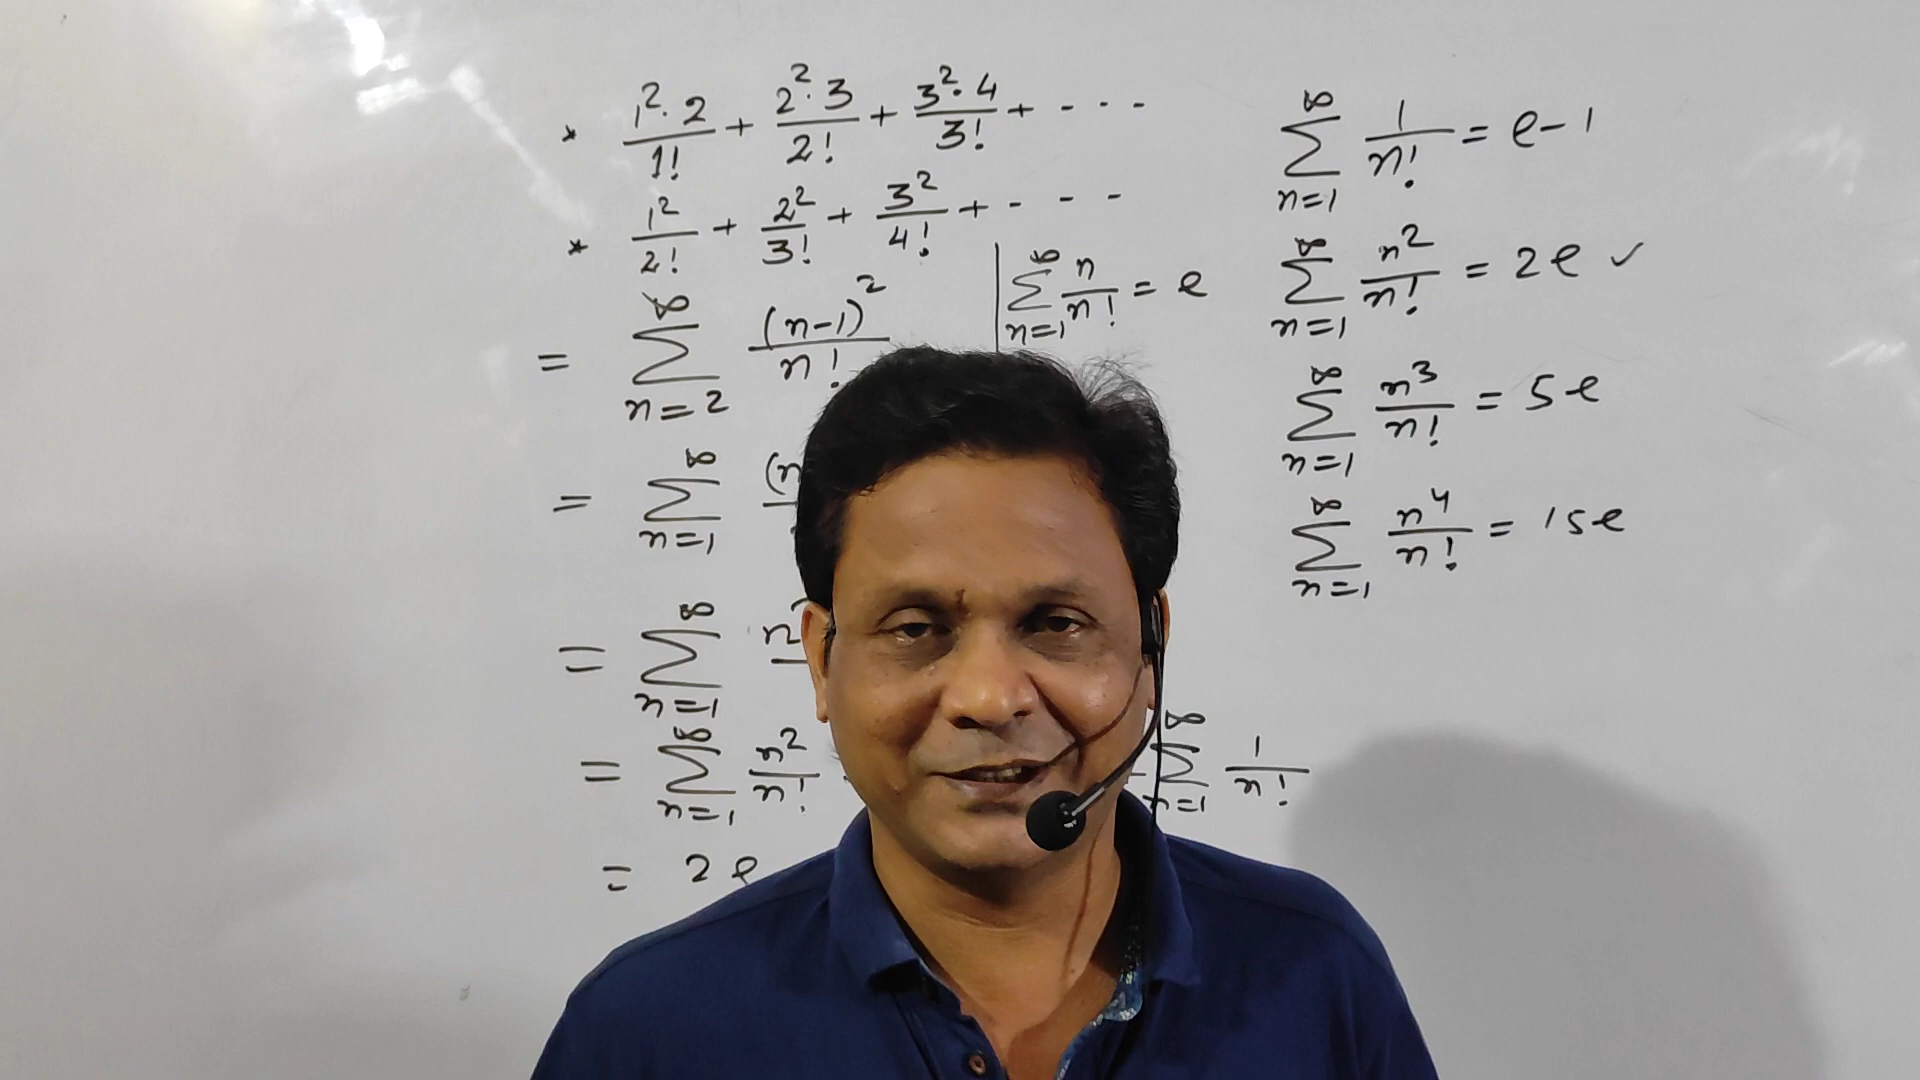 * 1²·2/1! + 2²·3/2! + 3²·4/3! + - - -
* 1²/2! + 2²/3! + 3²/4! + - - -
= ∞ Σ n=2 (n-1)²/n!
= ∞ Σ n=1 (n
= ∞ Σ n=1 n²
= ∞ Σ n=1 n²/n!
∞ Σ n=1 1/n!
= 2e
∞ Σ n=1 n/n! = e
∞ Σ n=1 1/n! = e-1
∞ Σ n=1 n²/n! = 2e ✓
∞ Σ n=1 n³/n! = 5e
∞ Σ n=1 n⁴/n! = 15e